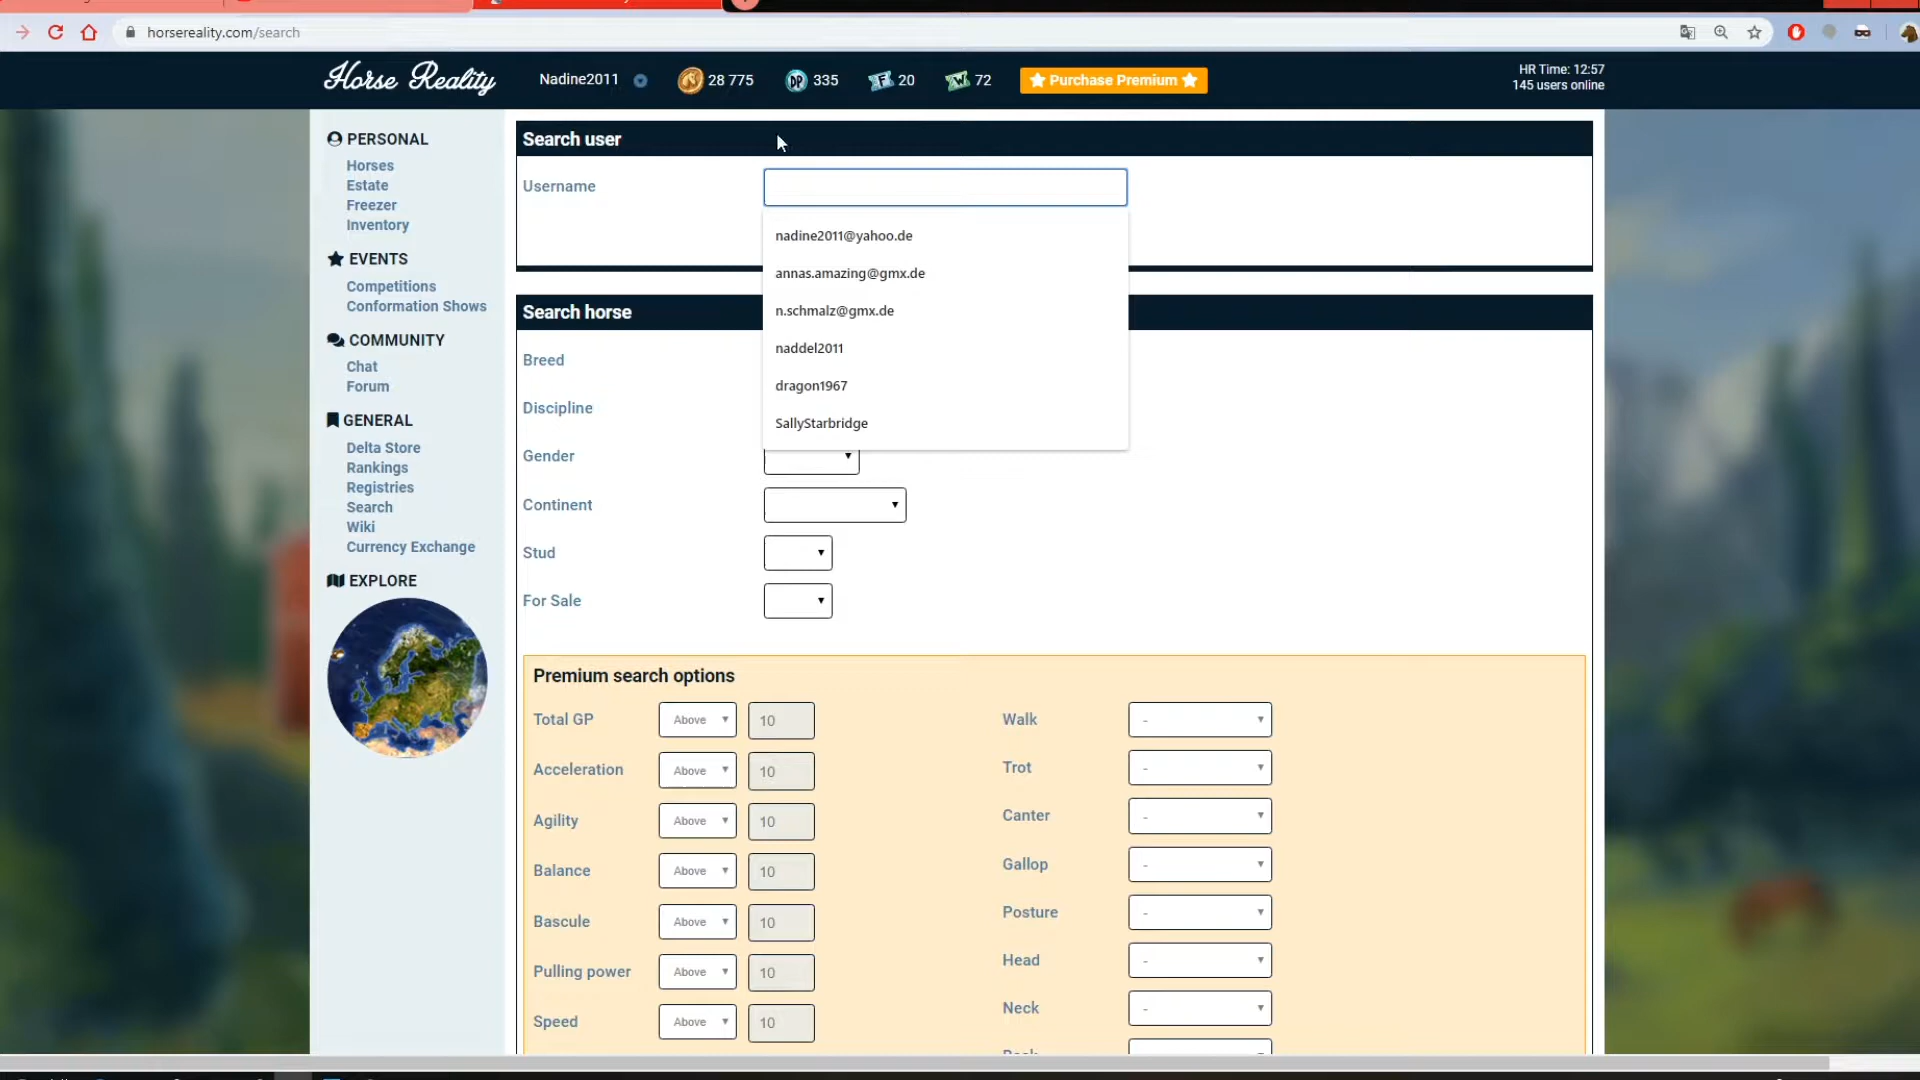 horsereality.com/search
Horse Reality
Nadine2011
28 775
335
20
72
Purchase Premium
HR Time: 12:57
145 users online
PERSONAL
Horses
Estate
Freezer
Inventory
EVENTS
Competitions
Conformation Shows
COMMUNITY
Chat
Forum
GENERAL
Delta Store
Rankings
Registries
Search
Wiki
Currency Exchange
EXPLORE
Search user
Username
nadine2011@yahoo.de
annas.amazing@gmx.de
n.schmalz@gmx.de
naddel2011
dragon1967
SallyStarbridge
Search horse
Breed
Discipline
Gender
Continent
Stud
For Sale
Premium search options
Total GP Above 10
Acceleration Above 10
Agility Above 10
Balance Above 10
Bascule Above 10
Pulling power Above 10
Speed Above 10
Walk -
Trot -
Canter -
Gallop -
Posture -
Head -
Neck -